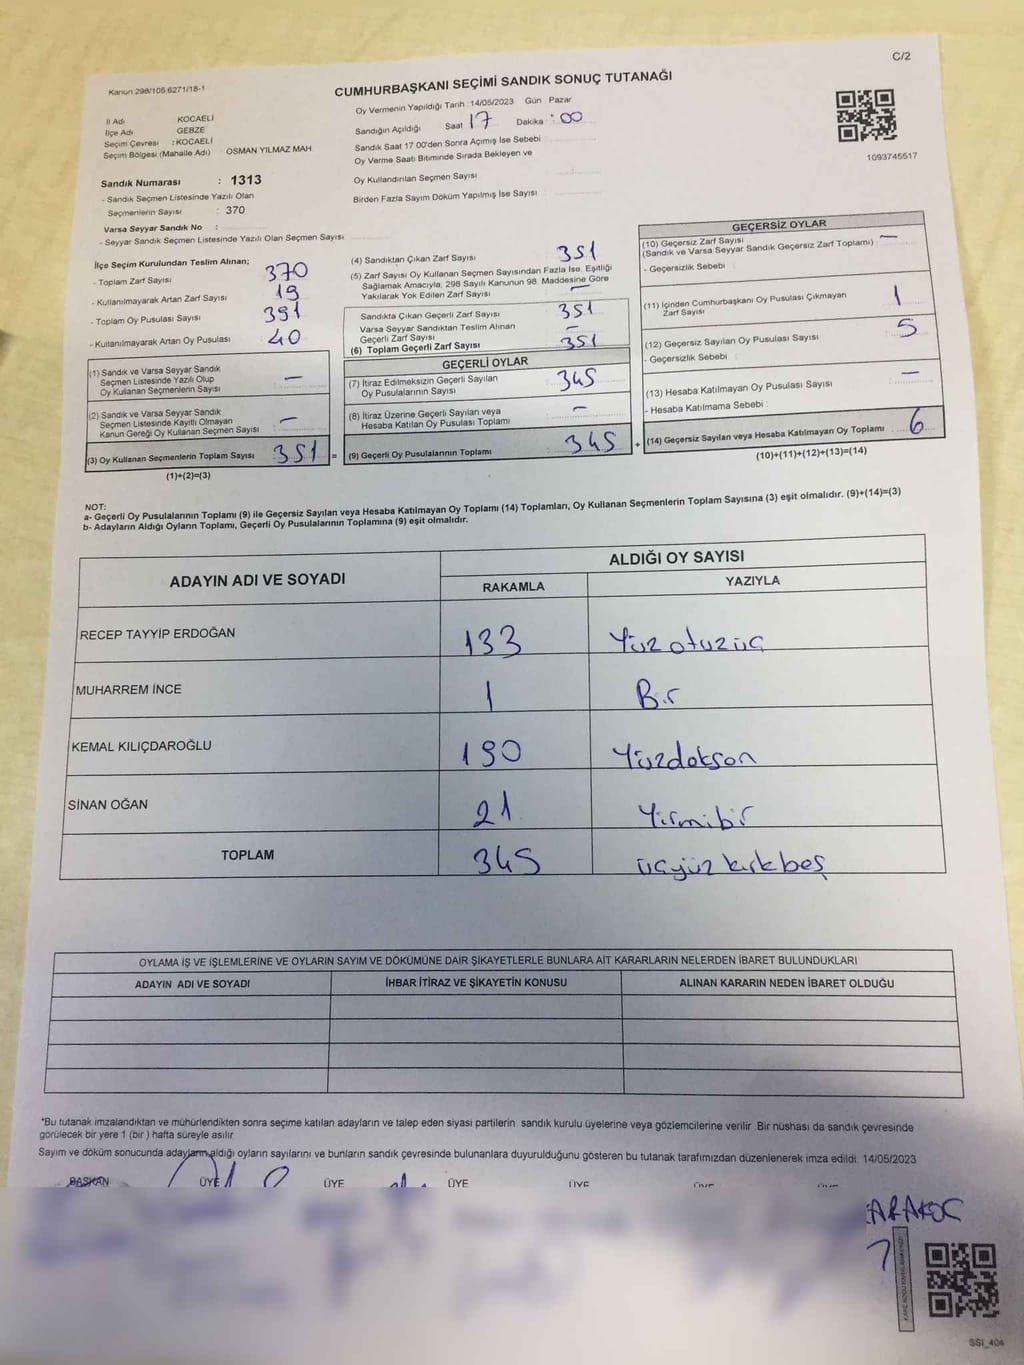 C/2
Kanun 298/105,6271/18-1
CUMHURBAŞKANI SEÇİMİ SANDIK SONUÇ TUTANAĞI
Oy Vermenin Yapıldığı Tarih :14/05/2023 Gün : Pazar
İl Adı KOCAELİ
İlçe Adı GEBZE
Seçim Çevresi : KOCAELİ
Seçim Bölgesi (Mahalle Adı) OSMAN YILMAZ MAH
Sandığın Açıldığı Saat 17 Dakika : 00
Sandık Saat 17 00'den Sonra Açımış İse Sebebi
Oy Verme Saati Bitiminde Sırada Bekleyen ve
Oy Kullandırılan Seçmen Sayısı
Birden Fazla Sayım Döküm Yapılmış İse Sayısı
1093745517
Sandık Numarası : 1313
- Sandık Seçmen Listesinde Yazılı Olan
Seçmenlerin Sayısı : 370
Varsa Seyyar Sandık No :
- Seyyar Sandık Seçmen Listesinde Yazılı Olan Seçmen Sayısı
İlçe Seçim Kurulundan Teslim Alınan;
- Toplam Zarf Sayısı 370
- Kullanılmayarak Artan Zarf Sayısı 19
- Toplam Oy Pusulası Sayısı 391
- Kullanılmayarak Artan Oy Pusulası 40
(1) Sandık ve Varsa Seyyar Sandık
Seçmen Listesinde Yazılı Olup
Oy Kullanan Seçmenlerin Sayısı : —
(2) Sandık ve Varsa Seyyar Sandık
Seçmen Listesinde Kayıtlı Olmayan
Kanun Gereği Oy Kullanan Seçmen Sayısı : —
(3) Oy Kullanan Seçmenlerin Toplam Sayısı : 351
(1)+(2)=(3)
(4) Sandıktan Çıkan Zarf Sayısı 351
(5) Zarf Sayısı Oy Kullanan Seçmen Sayısından Fazla İse, Eşitliği
Sağlamak Amacıyla, 298 Sayılı Kanunun 98. Maddesine Göre
Yakılarak Yok Edilen Zarf Sayısı —
Sandıkta Çıkan Geçerli Zarf Sayısı 351
Varsa Seyyar Sandıktan Teslim Alınan
Geçerli Zarf Sayısı —
(6) Toplam Geçerli Zarf Sayısı 351
=
GEÇERLİ OYLAR
(7) İtiraz Edilmeksizin Geçerli Sayılan
Oy Pusulalarının Sayısı 345
(8) İtiraz Üzerine Geçerli Sayılan veya
Hesaba Katılan Oy Pusulası Toplamı : —
(9) Geçerli Oy Pusulalarının Toplamı : 345
+
GEÇERSİZ OYLAR
(10) Geçersiz Zarf Sayısı —
(Sandık ve Varsa Seyyar Sandık Geçersiz Zarf Toplamı)
- Geçersizlik Sebebi :
(11) İçinden Cumhurbaşkanı Oy Pusulası Çıkmayan
Zarf Sayısı 1
(12) Geçersiz Sayılan Oy Pusulası Sayısı 5
- Geçersizlik Sebebi :
(13) Hesaba Katılmayan Oy Pusulası Sayısı —
- Hesaba Katılmama Sebebi :
(14) Geçersiz Sayılan veya Hesaba Katılmayan Oy Toplamı : 6
(10)+(11)+(12)+(13)=(14)
NOT:
a- Geçerli Oy Pusulalarının Toplamı (9) ile Geçersiz Sayılan veya Hesaba Katılmayan Oy Toplamı (14) Toplamları, Oy Kullanan Seçmenlerin Toplam Sayısına (3) eşit olmalıdır. (9)+(14)=(3)
b- Adayların Aldığı Oyların Toplamı, Geçerli Oy Pusulalarının Toplamına (9) eşit olmalıdır.
ADAYIN ADI VE SOYADI ALDIĞI OY SAYISI
RAKAMLA YAZIYLA
RECEP TAYYİP ERDOĞAN 133 Yüzotuzüç
MUHARREM İNCE 1 Bir
KEMAL KILIÇDAROĞLU 190 Yüzdoksan
SİNAN OĞAN 21 Yirmibir
TOPLAM 345 üçyüz kırkbeş
OYLAMA İŞ VE İŞLEMLERİNE VE OYLARIN SAYIM VE DÖKÜMÜNE DAİR ŞİKAYETLERLE BUNLARA AİT KARARLARIN NELERDEN İBARET BULUNDUKLARI
ADAYIN ADI VE SOYADI İHBAR İTİRAZ VE ŞİKAYETİN KONUSU ALINAN KARARIN NEDEN İBARET OLDUĞU
*Bu tutanak imzalandıktan ve mühürlendikten sonra seçime katılan adayların ve talep eden siyasi partilerin sandık kurulu üyelerine veya gözlemcilerine verilir. Bir nüshası da sandık çevresinde
görülecek bir yere 1 (bir ) hafta süreyle asılır
Sayım ve döküm sonucunda adayların aldığı oyların sayılarını ve bunların sandık çevresinde bulunanlara duyurulduğunu gösteren bu tutanak tarafımızdan düzenlenerek imza edildi. 14/05/2023
BAŞKAN ÜYE ÜYE ÜYE ÜYE
KARAKOÇ
SSI_404